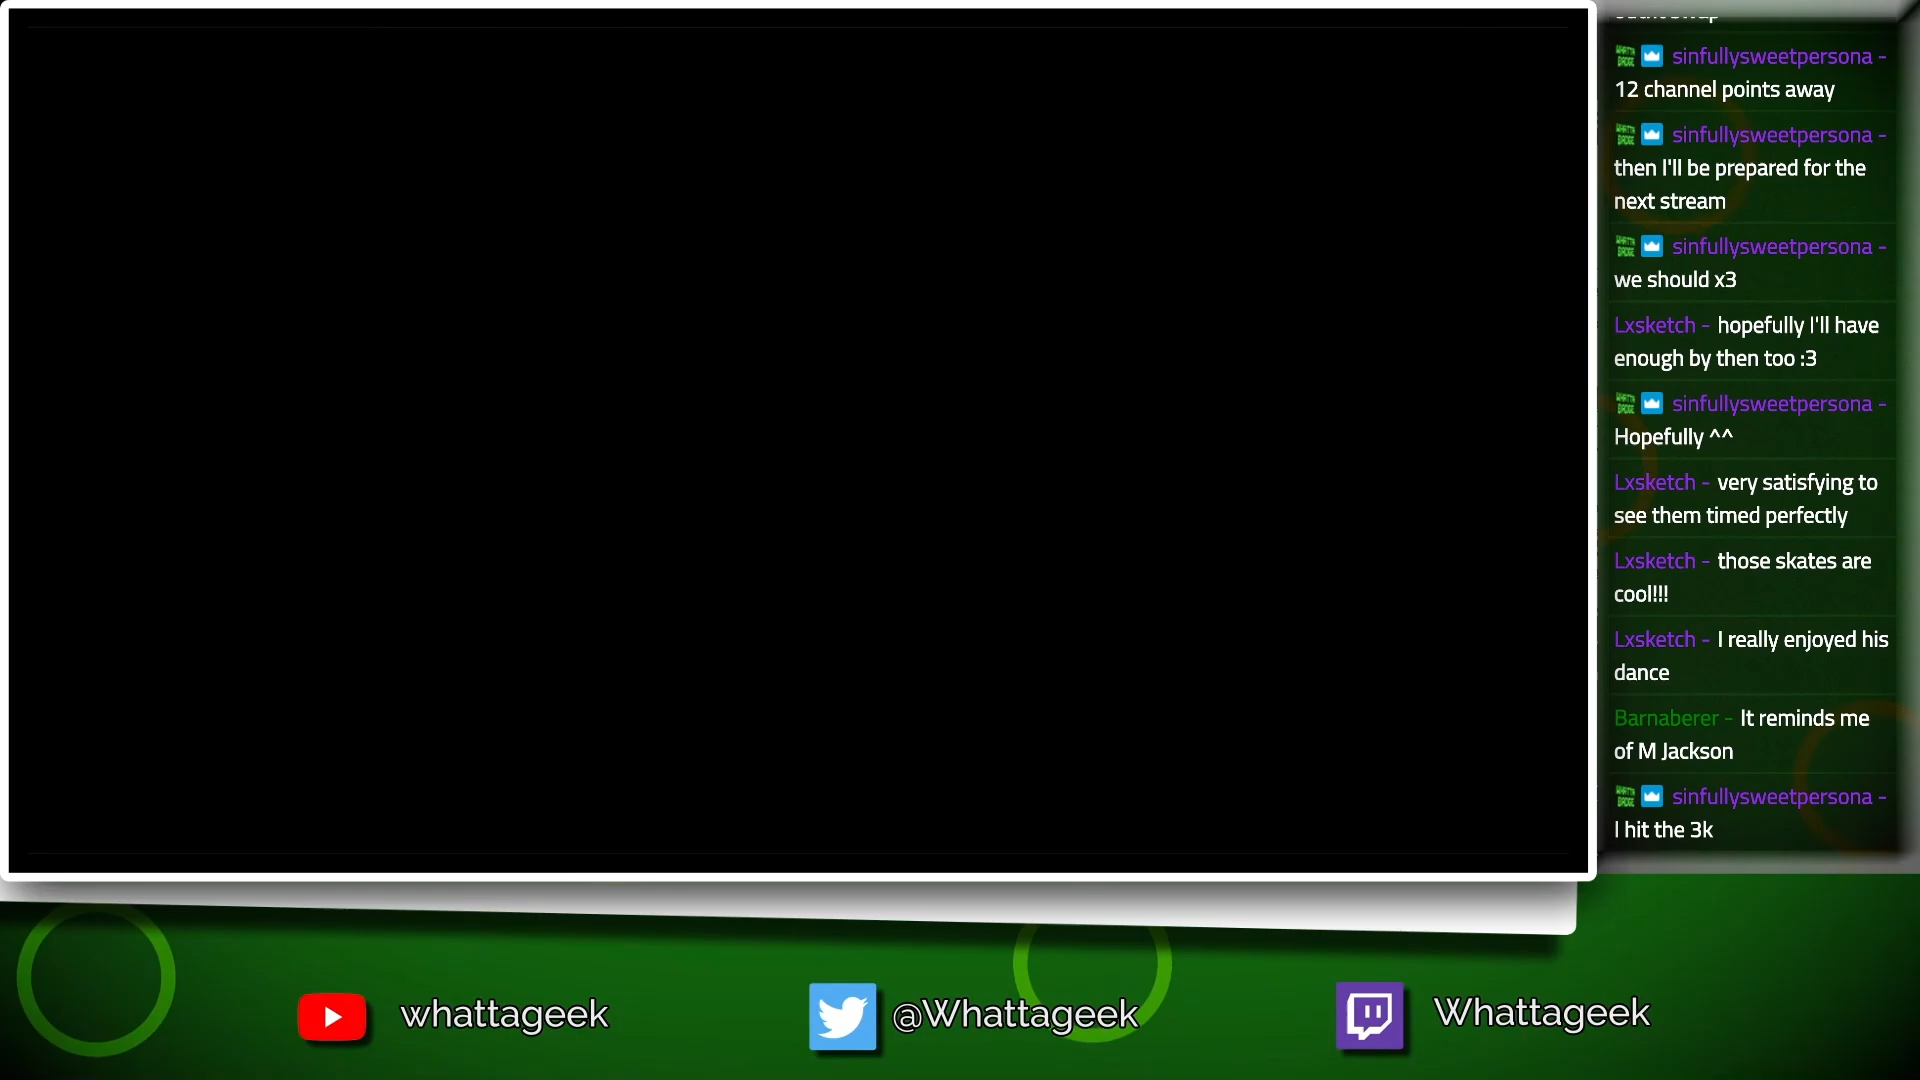 sinfullysweetpersona -
12 channel points away
sinfullysweetpersona -
then I'll be prepared for the
next stream
sinfullysweetpersona -
we should x3
Lxsketch - hopefully I'll have
enough by then too :3
sinfullysweetpersona -
Hopefully ^^
Lxsketch - very satisfying to
see them timed perfectly
Lxsketch - those skates are
cool!!!
Lxsketch - I really enjoyed his
dance
Barnaberer - It reminds me
of M Jackson
sinfullysweetpersona -
I hit the 3k
whattageek
@Whattageek
Whattageek